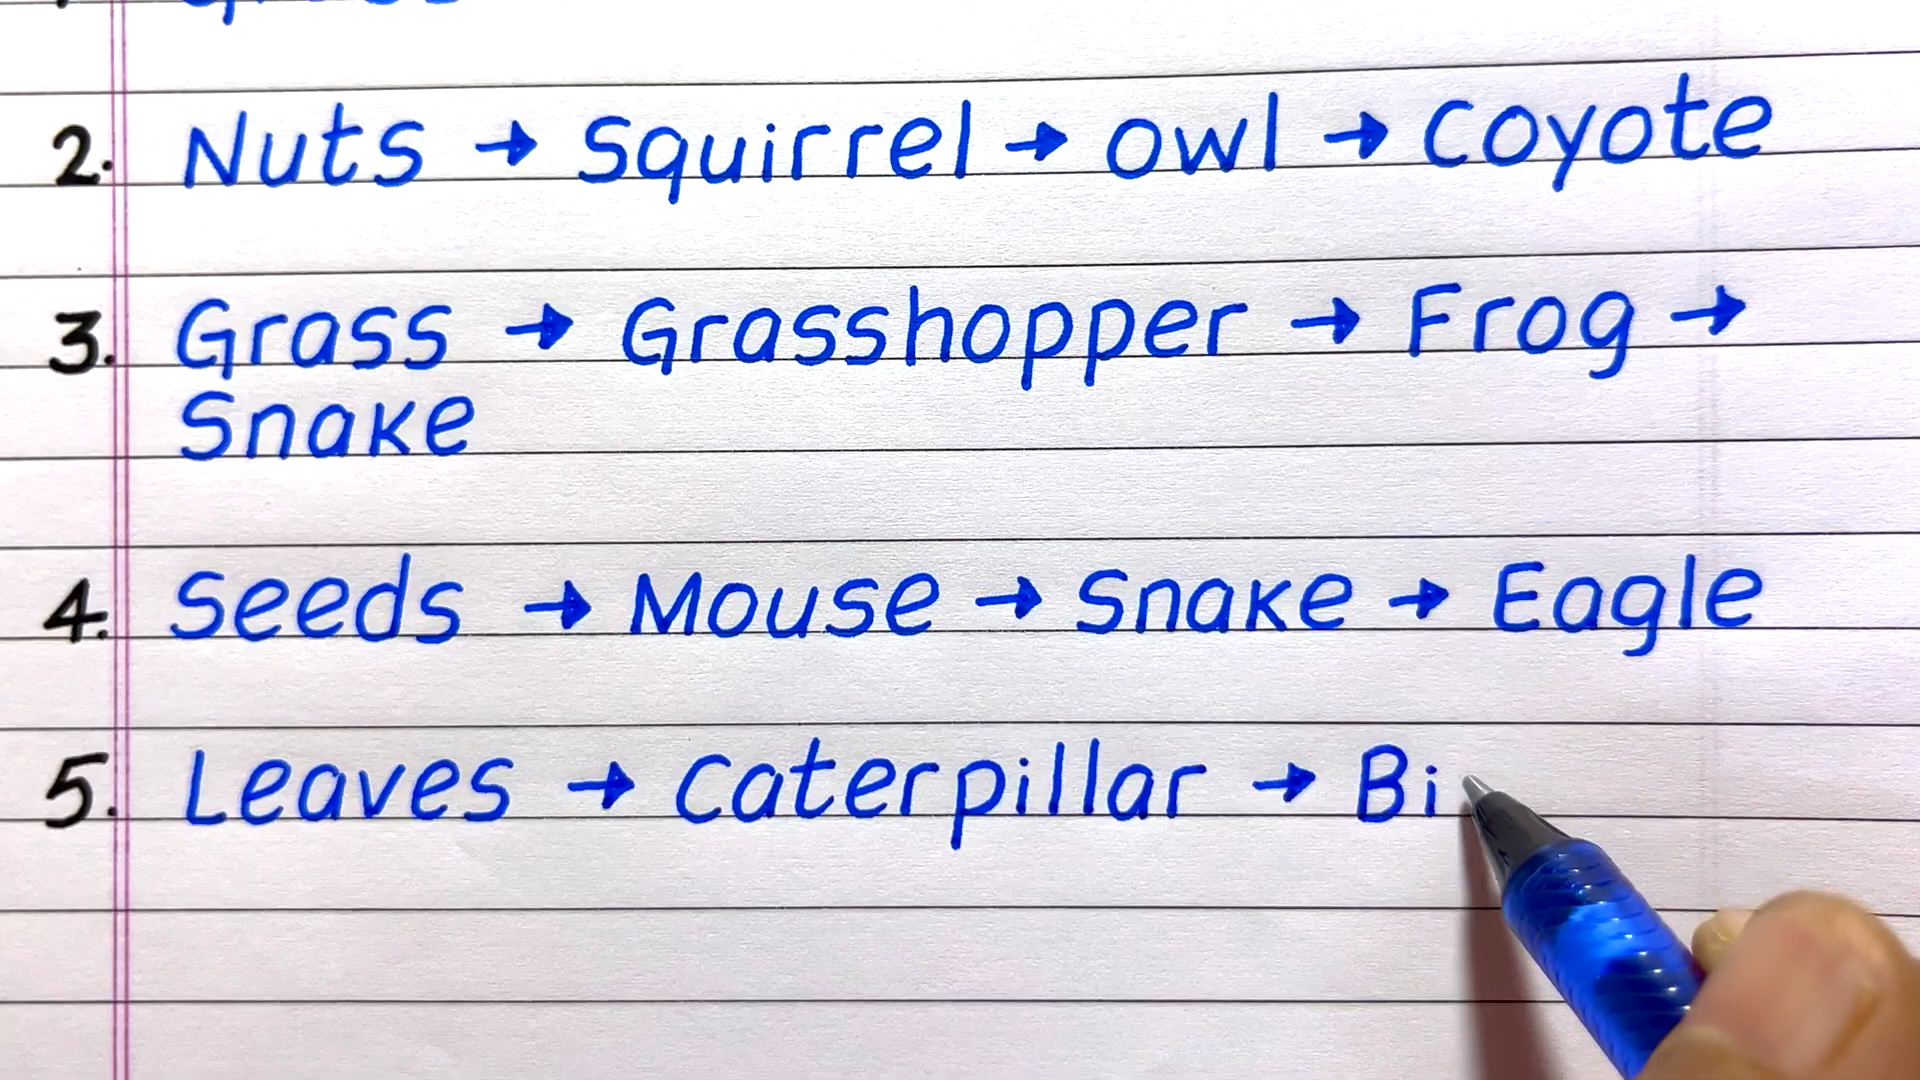 2. Nuts → Squirrel → Owl → Coyote
3. Grass → Grasshopper → Frog →
Snake
4. Seeds → Mouse → Snake → Eagle
5. Leaves → Caterpillar → Bi